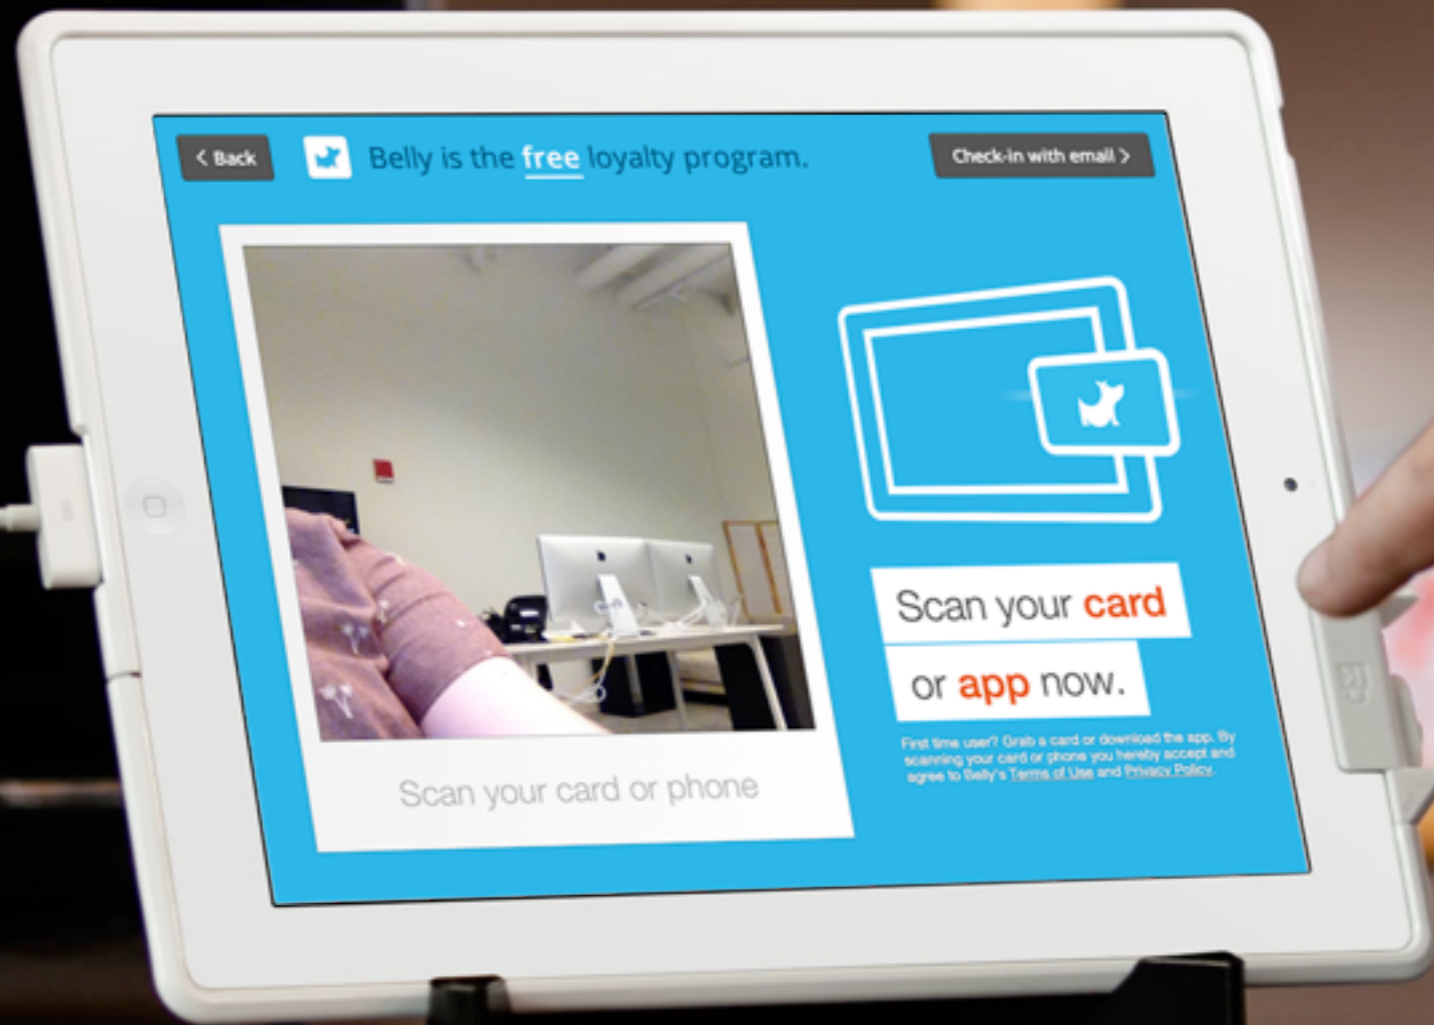 < Back
Belly is the free loyalty program.
Check-in with email >
Scan your card
or app now.
First time user? Grab a card or download the app. By
scanning your card or phone you hereby accept and
agree to Belly's Terms of Use and Privacy Policy.
Scan your card or phone